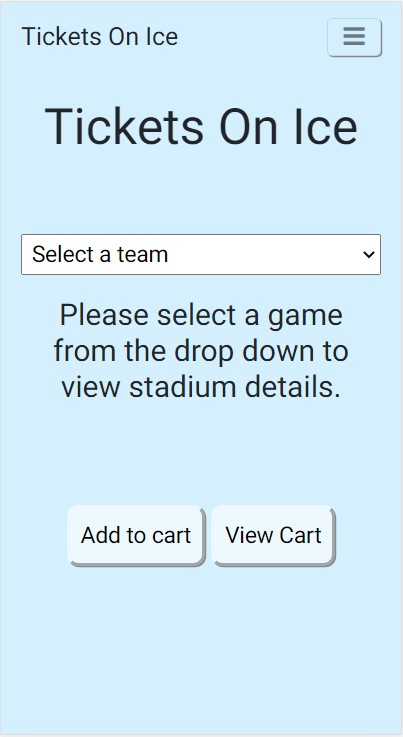 Tickets On Ice
Tickets On Ice
Select a team
Please select a game
from the drop down to
view stadium details.
Add to cart View Cart